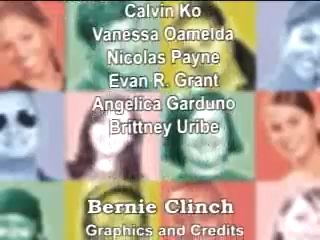 Calvin Ko
Vanessa Oamelda
Nicolas Payne
Evan R. Grant
Angelica Garduno
Brittney Uribe
Bernie Clinch
Graphics and Credits